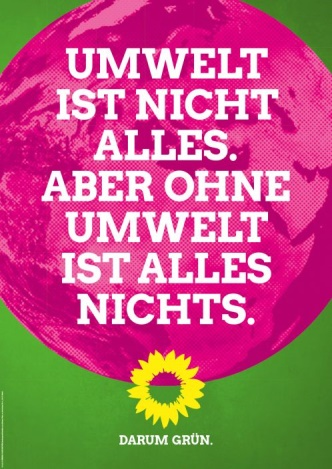 UMWELT
IST NICHT
ALLES.
ABER OHNE
UMWELT
IST ALLES
NICHTS.
DARUM GRÜN.